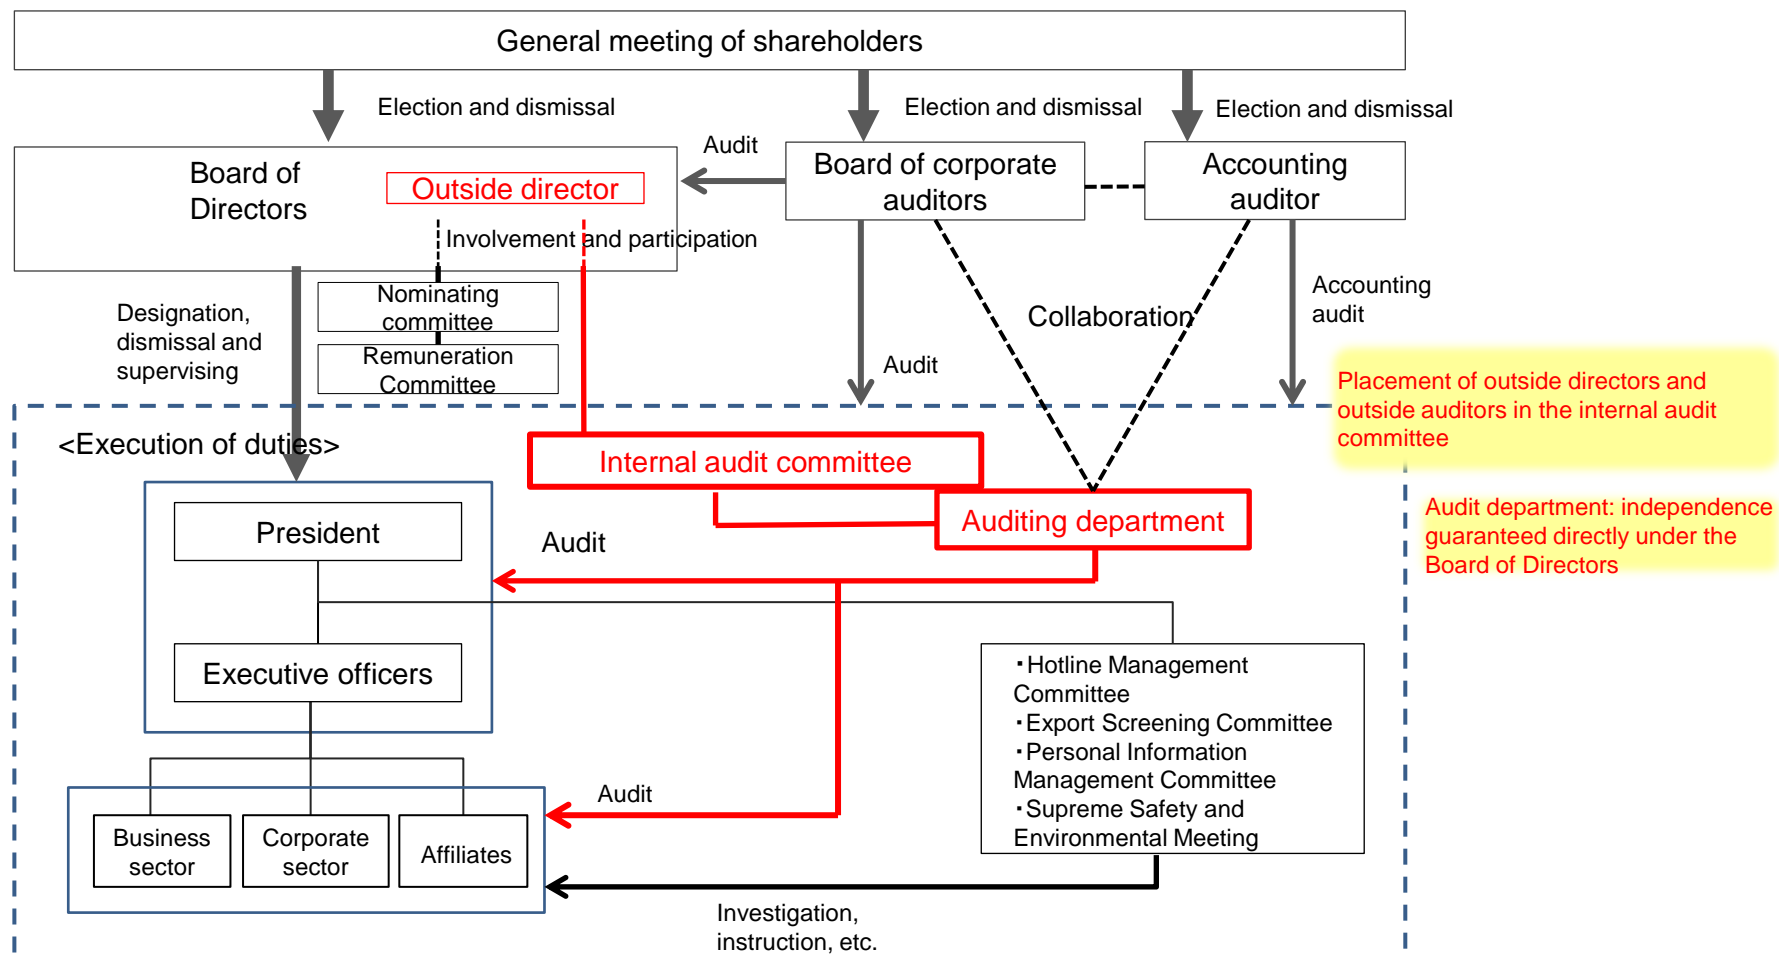 General meeting of shareholders
Election and dismissal
Election and dismissal
Election and dismissal
Board of
Directors
Outside director
Audit
Board of corporate
auditors
Accounting
auditor
Involvement and participation
Nominating
committee
Remuneration
Committee
Designation,
dismissal and
supervising
Collaboration
Accounting
audit
Audit
Placement of outside directors and
outside auditors in the internal audit
committee
<Execution of duties>
Internal audit committee
Auditing department
Audit department: independence
guaranteed directly under the
Board of Directors
President
Audit
Executive officers
・Hotline Management
Committee
・Export Screening Committee
・Personal Information
Management Committee
・Supreme Safety and
Environmental Meeting
Audit
Business
sector
Corporate
sector
Affiliates
Investigation,
instruction, etc.